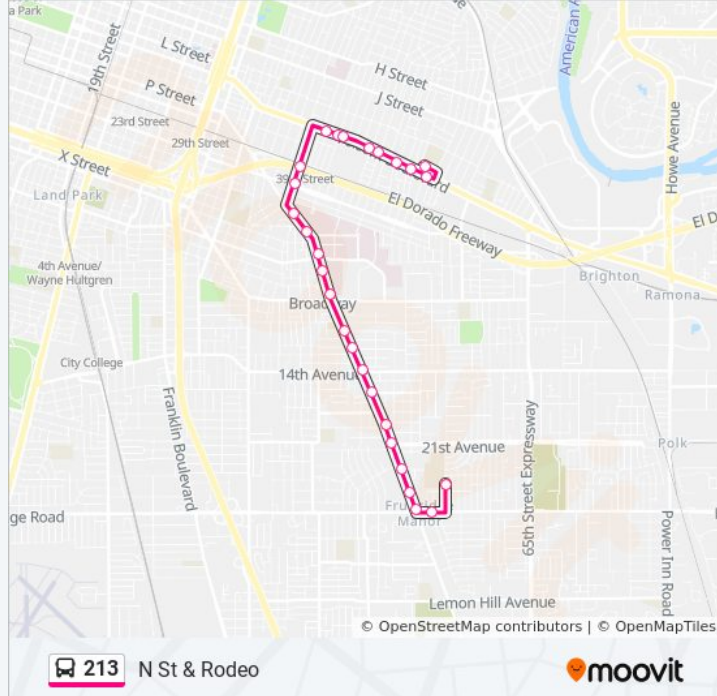 a Park
19th Street
L Street
H Street
American A
P Street
J Street
23rd Street
29th Street
X Street
Howe Avenue
39th Street
Land Park
El Dorado Freeway
El D
4th Avenue/
Wayne Hultgren
Brighton
Ramona
Broadway
City College
14th Avenue
Franklin Boulevard
65th Street Expressway
21st Avenue
Polk
ge Road
Fruitridge
Manor
Power Inn Road
Lemon Hill Avenue
© OpenStreetMap contributors | © OpenMapTiles
213 N St & Rodeo
moovit